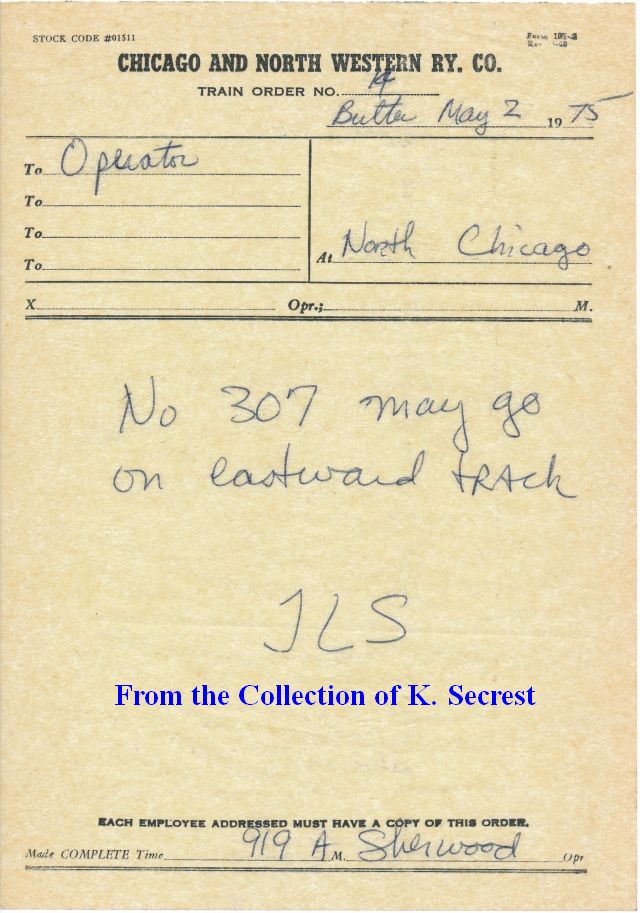 STOCK CODE #01511
CHICAGO AND NORTH WESTERN RY. CO.
TRAIN ORDER NO. 14
Butler May 2 1975
To Operator
To
To
To
At North Chicago
X Opr.; M.
No 307 may go
on eastward tRAck
JLS
From the Collection of K. Secrest
EACH EMPLOYEE ADDRESSED MUST HAVE A COPY OF THIS ORDER.
Made COMPLETE Time 919 A M. Sherwood Opr